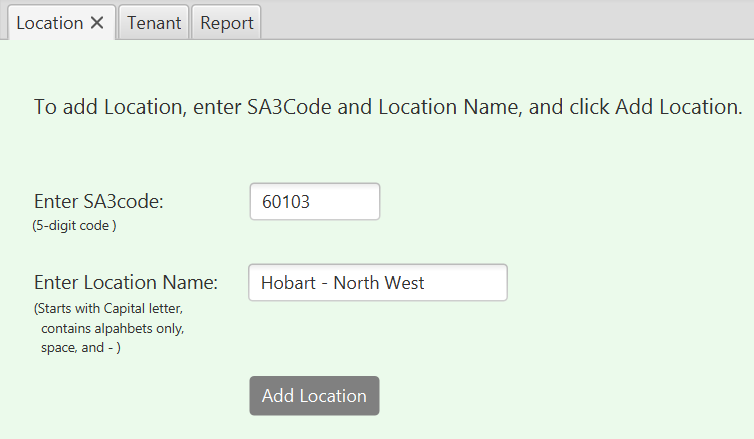 Location ✕ Tenant Report
To add Location, enter SA3Code and Location Name, and click Add Location.
Enter SA3code: 60103
(5-digit code )
Enter Location Name: Hobart - North West
(Starts with Capital letter,
contains alpahbets only,
space, and - )
Add Location